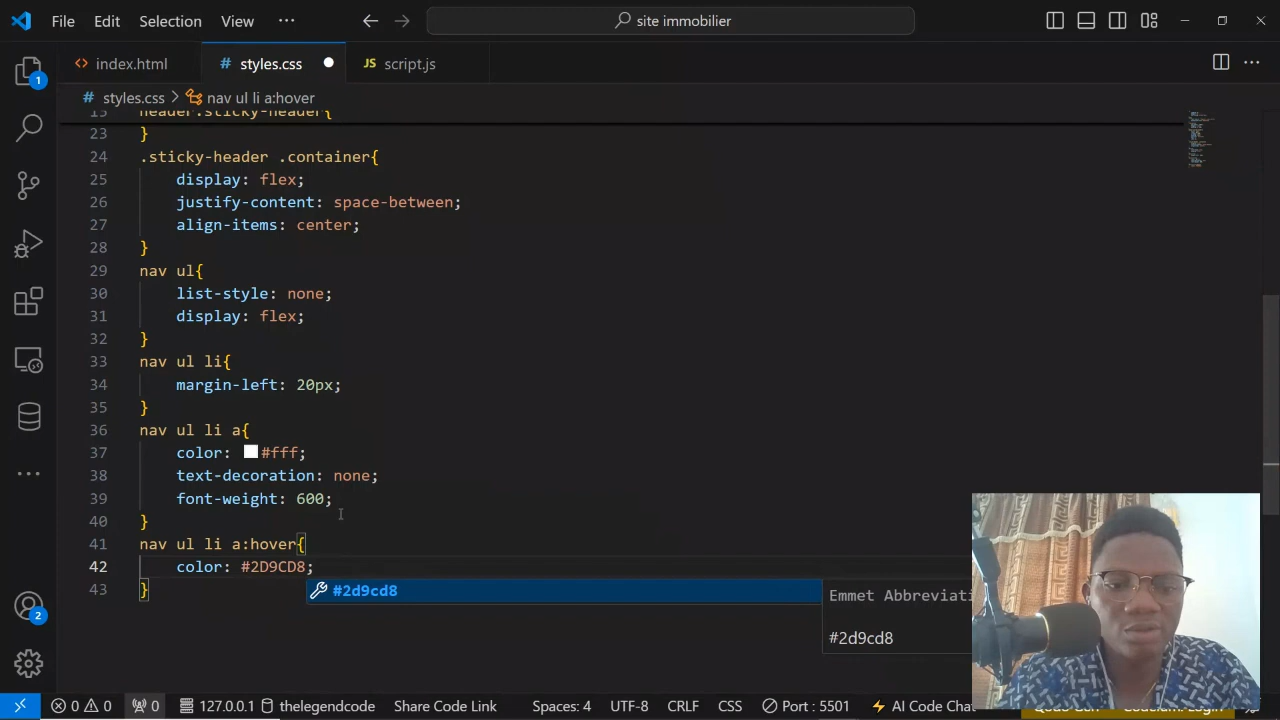 File Edit Selection View ··· site immobilier
index.html # styles.css JS script.js
# styles.css > nav ul li a:hover
header.sticky-header{
23 }
24 .sticky-header .container{
25 display: flex;
26 justify-content: space-between;
27 align-items: center;
28 }
29 nav ul{
30 list-style: none;
31 display: flex;
32 }
33 nav ul li{
34 margin-left: 20px;
35 }
36 nav ul li a{
37 color: #fff;
38 text-decoration: none;
39 font-weight: 600;
40 }
41 nav ul li a:hover{
42 color: #2D9CD8;
43 }
#2d9cd8
Emmet Abbreviati
#2d9cd8
1
2
0 0 0 127.0.0.1 thelegendcode Share Code Link Spaces: 4 UTF-8 CRLF CSS Port : 5501 AI Code Chat